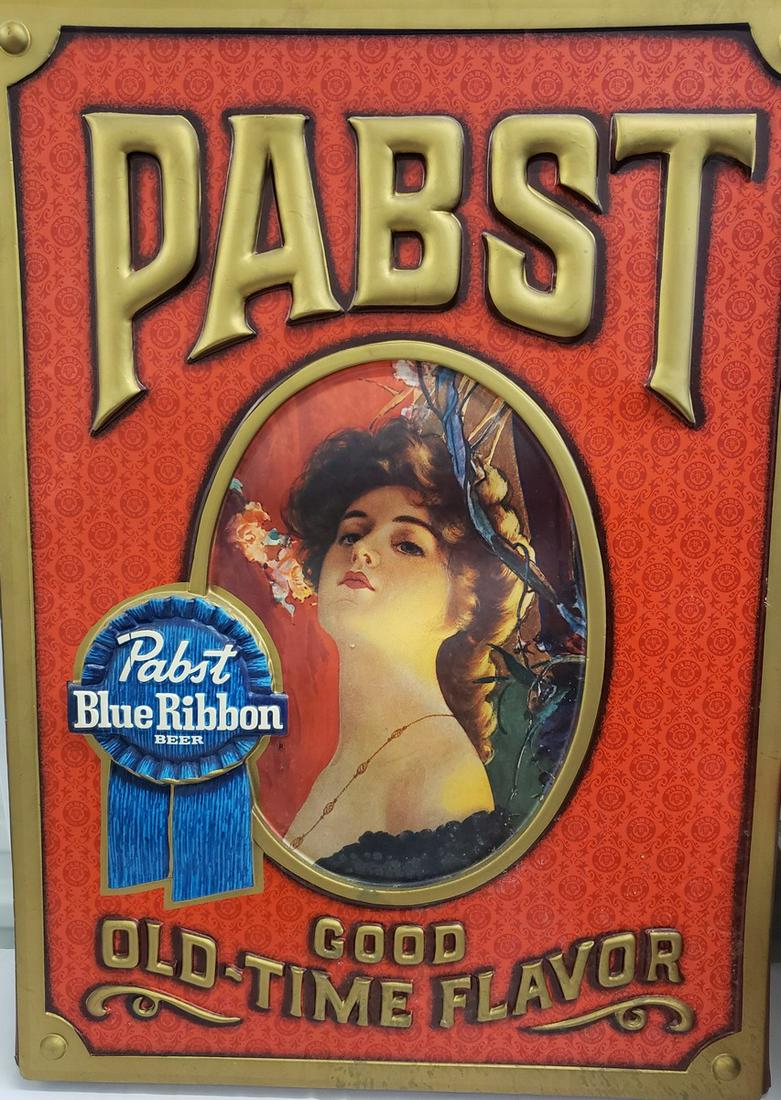 PABST
Pabst
Blue Ribbon
BEER
GOOD
OLD-TIME FLAVOR